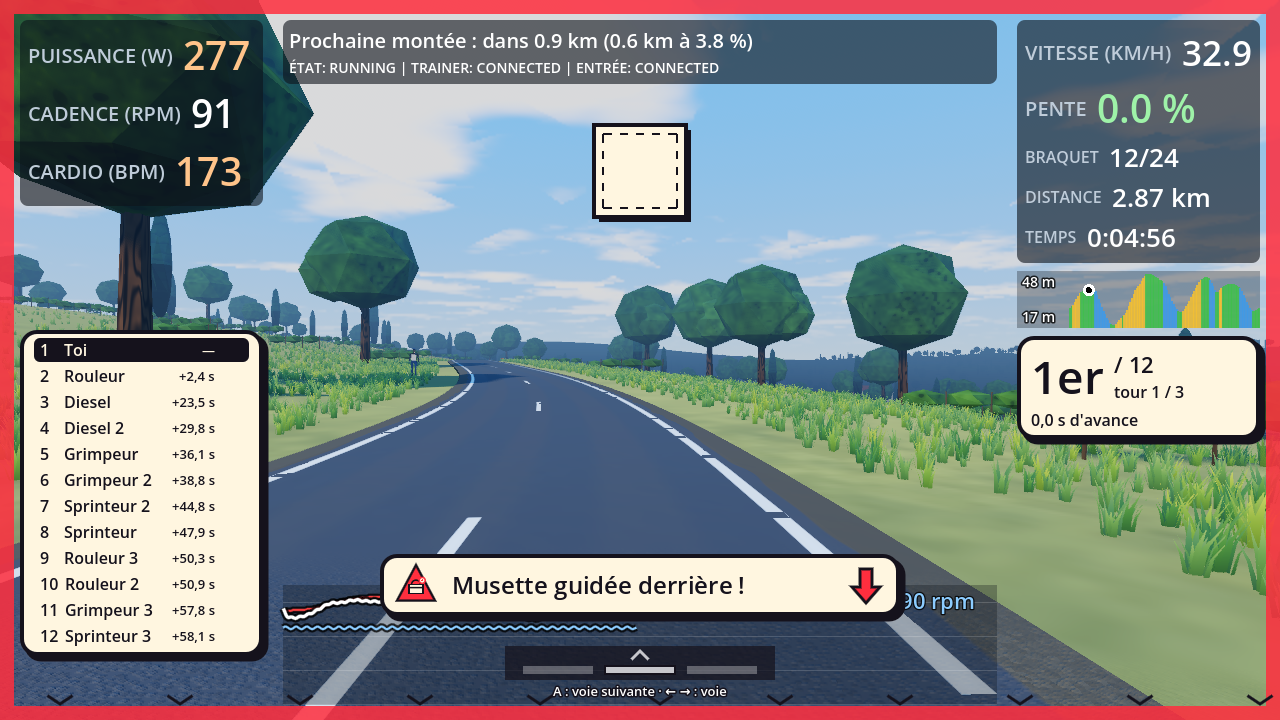 PUISSANCE (W) 277
CADENCE (RPM) 91
CARDIO (BPM) 173
Prochaine montée : dans 0.9 km (0.6 km à 3.8 %)
ÉTAT: RUNNING | TRAINER: CONNECTED | ENTRÉE: CONNECTED
VITESSE (KM/H) 32.9
PENTE 0.0 %
BRAQUET 12/24
DISTANCE 2.87 km
TEMPS 0:04:56
48 m
17 m
1er / 12
tour 1 / 3
0,0 s d'avance
1 Toi —
2 Rouleur +2,4 s
3 Diesel +23,5 s
4 Diesel 2 +29,8 s
5 Grimpeur +36,1 s
6 Grimpeur 2 +38,8 s
7 Sprinteur 2 +44,8 s
8 Sprinteur +47,9 s
9 Rouleur 3 +50,3 s
10 Rouleur 2 +50,9 s
11 Grimpeur 3 +57,8 s
12 Sprinteur 3 +58,1 s
Musette guidée derrière !
90 rpm
A : voie suivante · ← → : voie